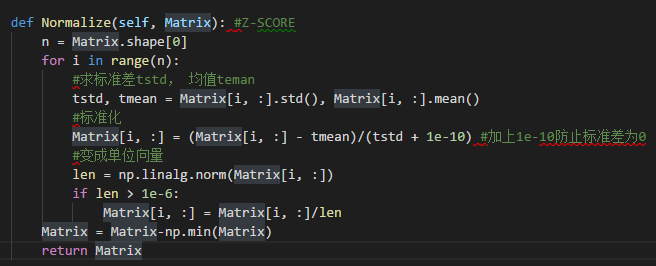 def Normalize(self, Matrix): #Z-SCORE
    n = Matrix.shape[0]
    for i in range(n):
        #求标准差tstd， 均值teman
        tstd, tmean = Matrix[i, :].std(), Matrix[i, :].mean()
        #标准化
        Matrix[i, :] = (Matrix[i, :] - tmean)/(tstd + 1e-10) #加上1e-10防止标准差为0
        #变成单位向量
        len = np.linalg.norm(Matrix[i, :])
        if len > 1e-6:
            Matrix[i, :] = Matrix[i, :]/len
    Matrix = Matrix-np.min(Matrix)
    return Matrix